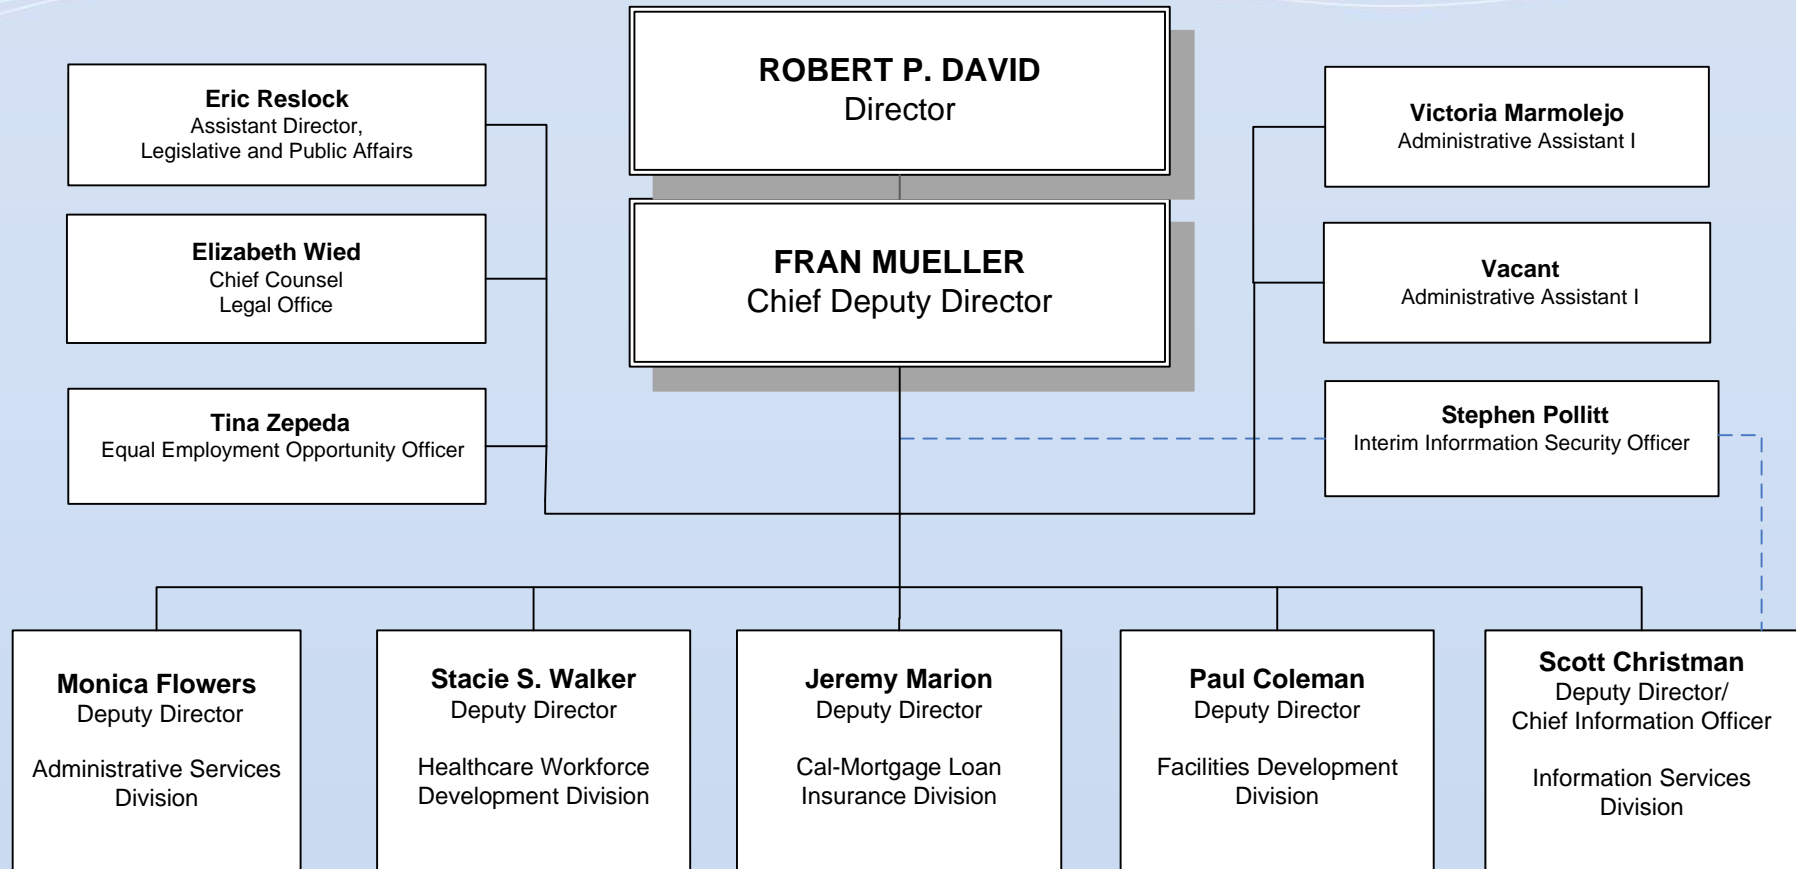 ROBERT P. DAVID
Director
Eric Reslock
Assistant Director,
Legislative and Public Affairs
Victoria Marmolejo
Administrative Assistant I
Elizabeth Wied
Chief Counsel
Legal Office
FRAN MUELLER
Chief Deputy Director
Vacant
Administrative Assistant I
Tina Zepeda
Equal Employment Opportunity Officer
Stephen Pollitt
Interim Information Security Officer
Monica Flowers
Deputy Director
Administrative Services
Division
Stacie S. Walker
Deputy Director
Healthcare Workforce
Development Division
Jeremy Marion
Deputy Director
Cal-Mortgage Loan
Insurance Division
Paul Coleman
Deputy Director
Facilities Development
Division
Scott Christman
Deputy Director/
Chief Information Officer
Information Services
Division